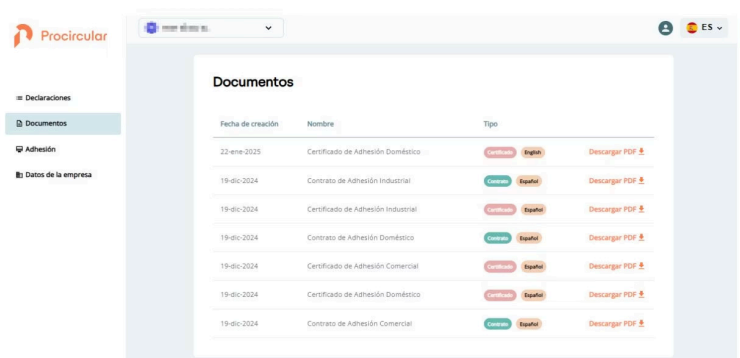 Procircular
ES
Declaraciones
Documentos
Adhesión
Datos de la empresa
Documentos
Fecha de creación Nombre Tipo
22-ene-2025 Certificado de Adhesión Doméstico Certificado English Descargar PDF
19-dic-2024 Contrato de Adhesión Industrial Contrato Español Descargar PDF
19-dic-2024 Certificado de Adhesión Industrial Certificado Español Descargar PDF
19-dic-2024 Contrato de Adhesión Doméstico Contrato Español Descargar PDF
19-dic-2024 Certificado de Adhesión Comercial Certificado Español Descargar PDF
19-dic-2024 Certificado de Adhesión Doméstico Certificado Español Descargar PDF
19-dic-2024 Contrato de Adhesión Comercial Contrato Español Descargar PDF